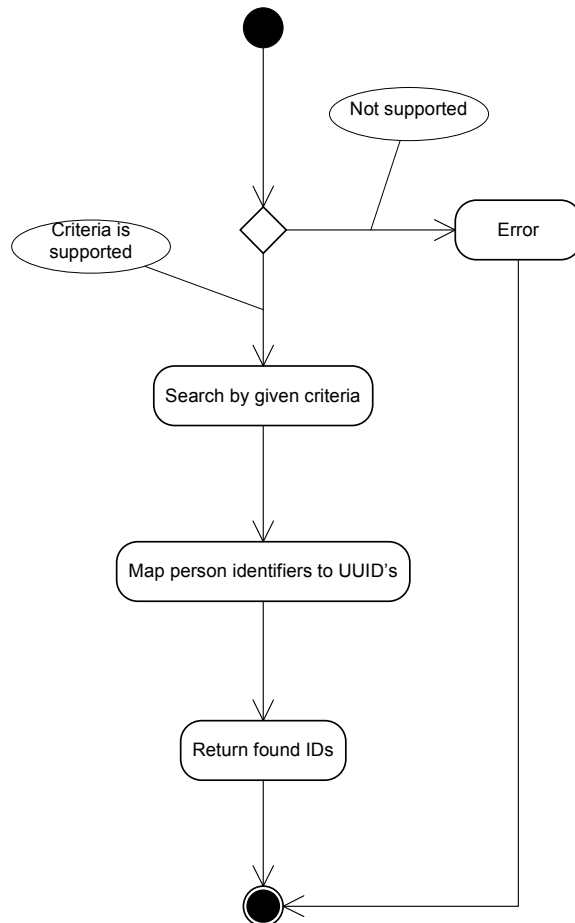 Not supported
Criteria is
supported
Error
Search by given criteria
Map person identifiers to UUID’s
Return found IDs